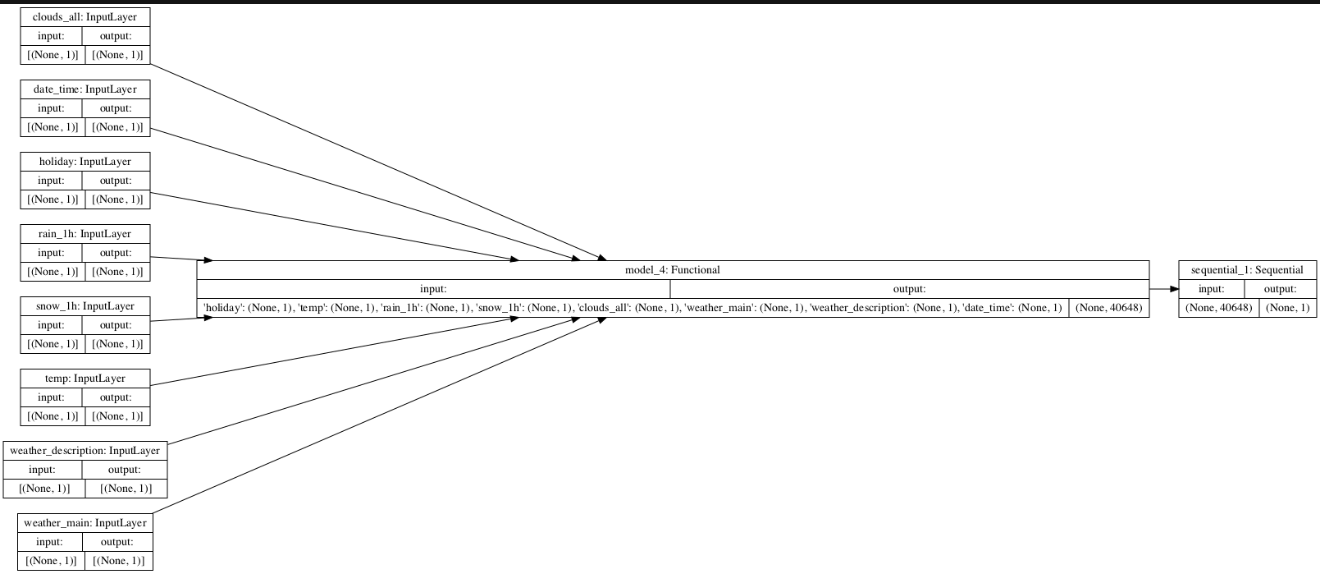 clouds_all: InputLayer
input: output:
[(None, 1)] [(None, 1)]
date_time: InputLayer
input: output:
[(None, 1)] [(None, 1)]
holiday: InputLayer
input: output:
[(None, 1)] [(None, 1)]
rain_1h: InputLayer
input: output:
[(None, 1)] [(None, 1)]
snow_1h: InputLayer
input: output:
[(None, 1)] [(None, 1)]
temp: InputLayer
input: output:
[(None, 1)] [(None, 1)]
weather_description: InputLayer
input: output:
[(None, 1)] [(None, 1)]
weather_main: InputLayer
input: output:
[(None, 1)] [(None, 1)]
model_4: Functional
input: output:
'holiday': (None, 1), 'temp': (None, 1), 'rain_1h': (None, 1), 'snow_1h': (None, 1), 'clouds_all': (None, 1), 'weather_main': (None, 1), 'weather_description': (None, 1), 'date_time': (None, 1) (None, 40648)
sequential_1: Sequential
input: output:
(None, 40648) (None, 1)